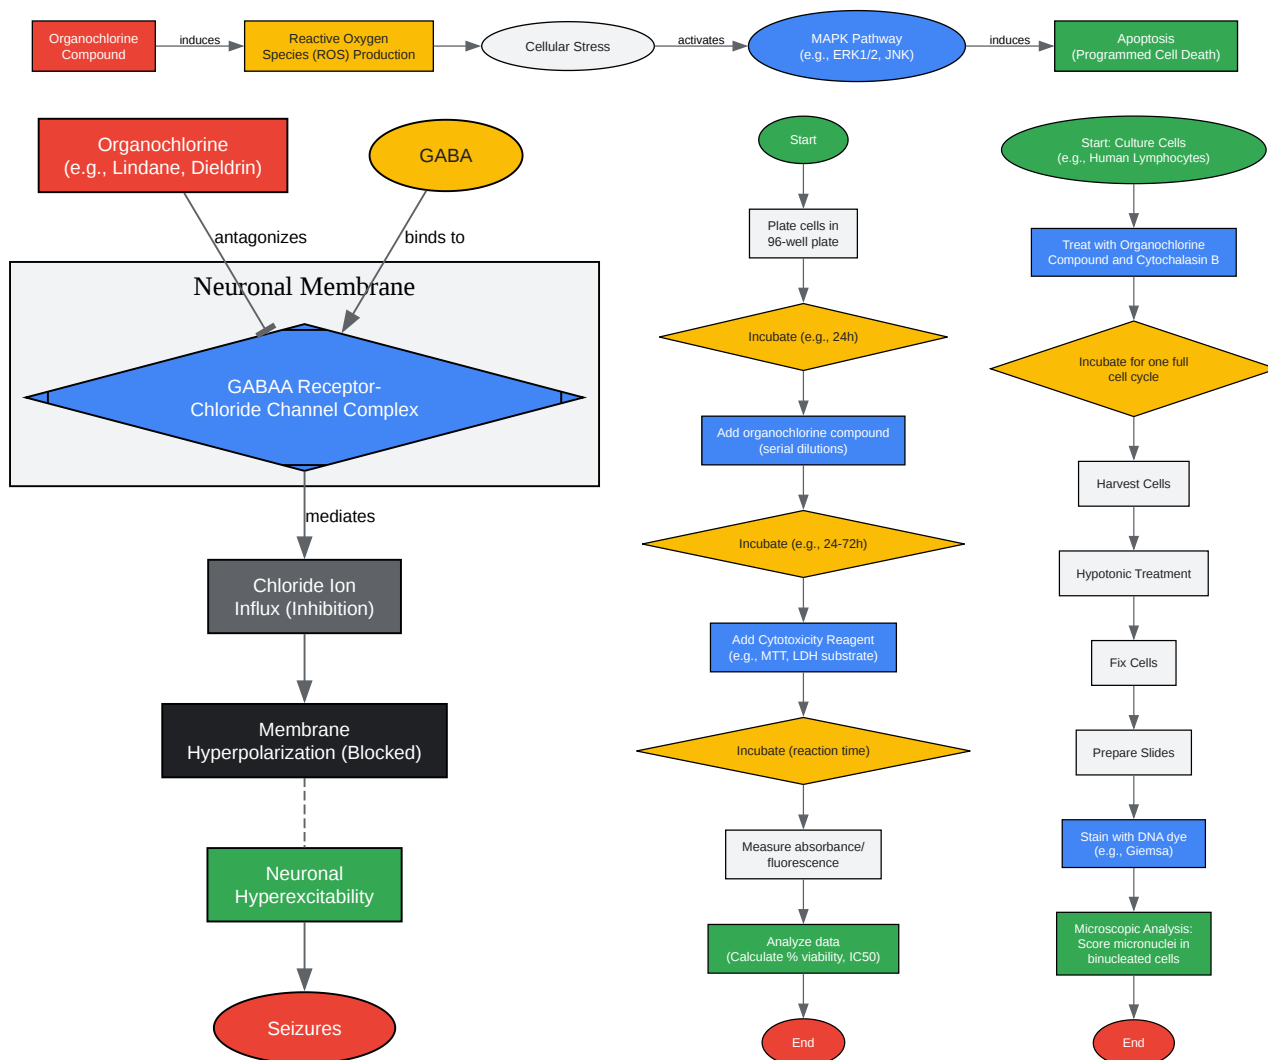 Organochlorine
Compound
induces
Reactive Oxygen
Species (ROS) Production
Cellular Stress
activates
MAPK Pathway
(e.g., ERK1/2, JNK)
induces
Apoptosis
(Programmed Cell Death)
Organochlorine
(e.g., Lindane, Dieldrin)
GABA
antagonizes
binds to
Neuronal Membrane
GABAA Receptor-
Chloride Channel Complex
mediates
Chloride Ion
Influx (Inhibition)
Membrane
Hyperpolarization (Blocked)
Neuronal
Hyperexcitability
Seizures
Start
Plate cells in
96-well plate
Incubate (e.g., 24h)
Add organochlorine compound
(serial dilutions)
Incubate (e.g., 24-72h)
Add Cytotoxicity Reagent
(e.g., MTT, LDH substrate)
Incubate (reaction time)
Measure absorbance/
fluorescence
Analyze data
(Calculate % viability, IC50)
End
Start: Culture Cells
(e.g., Human Lymphocytes)
Treat with Organochlorine
Compound and Cytochalasin B
Incubate for one full
cell cycle
Harvest Cells
Hypotonic Treatment
Fix Cells
Prepare Slides
Stain with DNA dye
(e.g., Giemsa)
Microscopic Analysis:
Score micronuclei in
binucleated cells
End